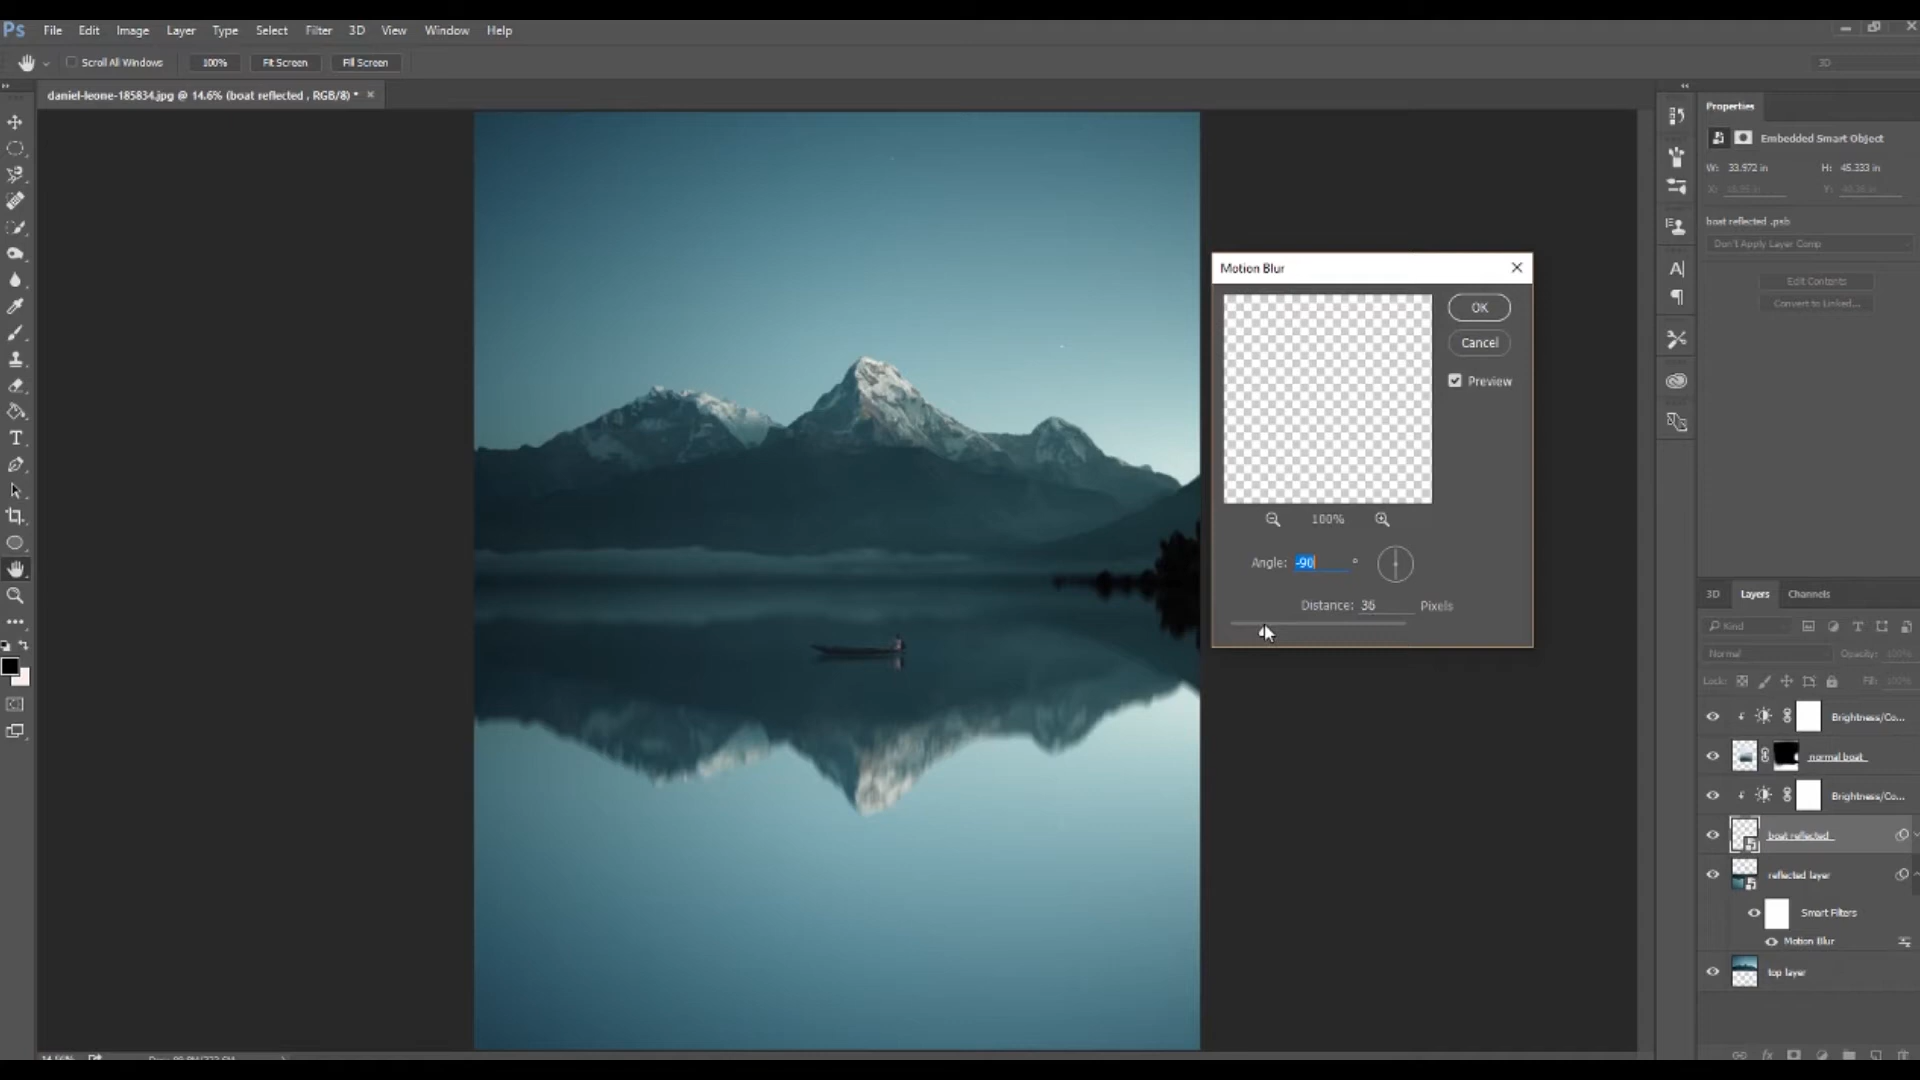 Ps File Edit Image Layer Type Select Filter 3D View Window Help
Scroll All Windows 100% Fit Screen Fill Screen 3D
daniel-leone-185834.jpg @ 14.6% (boat reflected , RGB/8) * ×
Properties
Embedded Smart Object
W: 33.972 in H: 45.333 in
X: Y:
boat reflected .psb
Don't Apply Layer Comp
Edit Contents
Convert to Linked...
Motion Blur
OK
Cancel
Preview
100%
Angle: -90 °
Distance: 36 Pixels
3D Layers Channels
Kind
Normal Opacity: 100%
Lock: Fill: 100%
Brightness/Co...
normal boat
Brightness/Co...
boat reflected
reflected layer
Smart Filters
Motion Blur
top layer